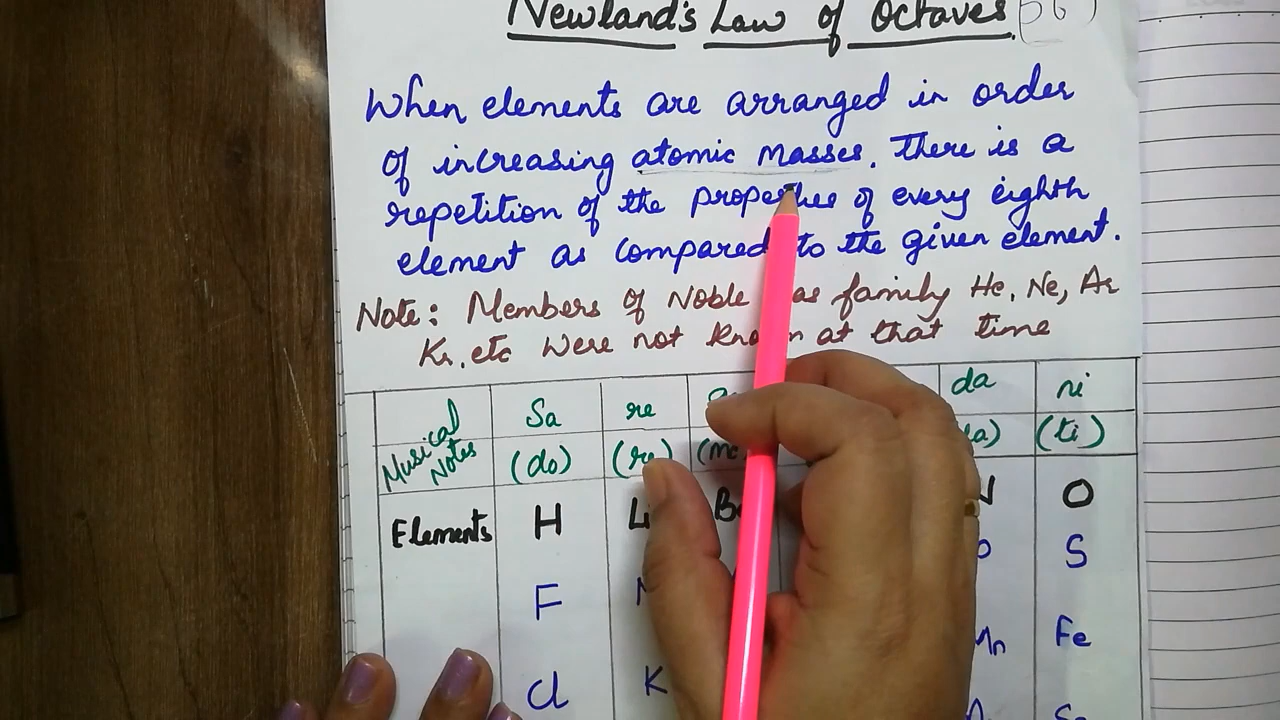 Newland's Law of Octaves
When elements are arranged in order
of increasing atomic masses. There is a
repetition of the properties of every eighth
element as compared to the given element.
Note: Members of Noble as family He, Ne, Ar
Kr, etc were not known at that time
Musical Notes Sa re da ni
(do) (re) (ti)
Elements H Li O
F S
Mn Fe
Cl K